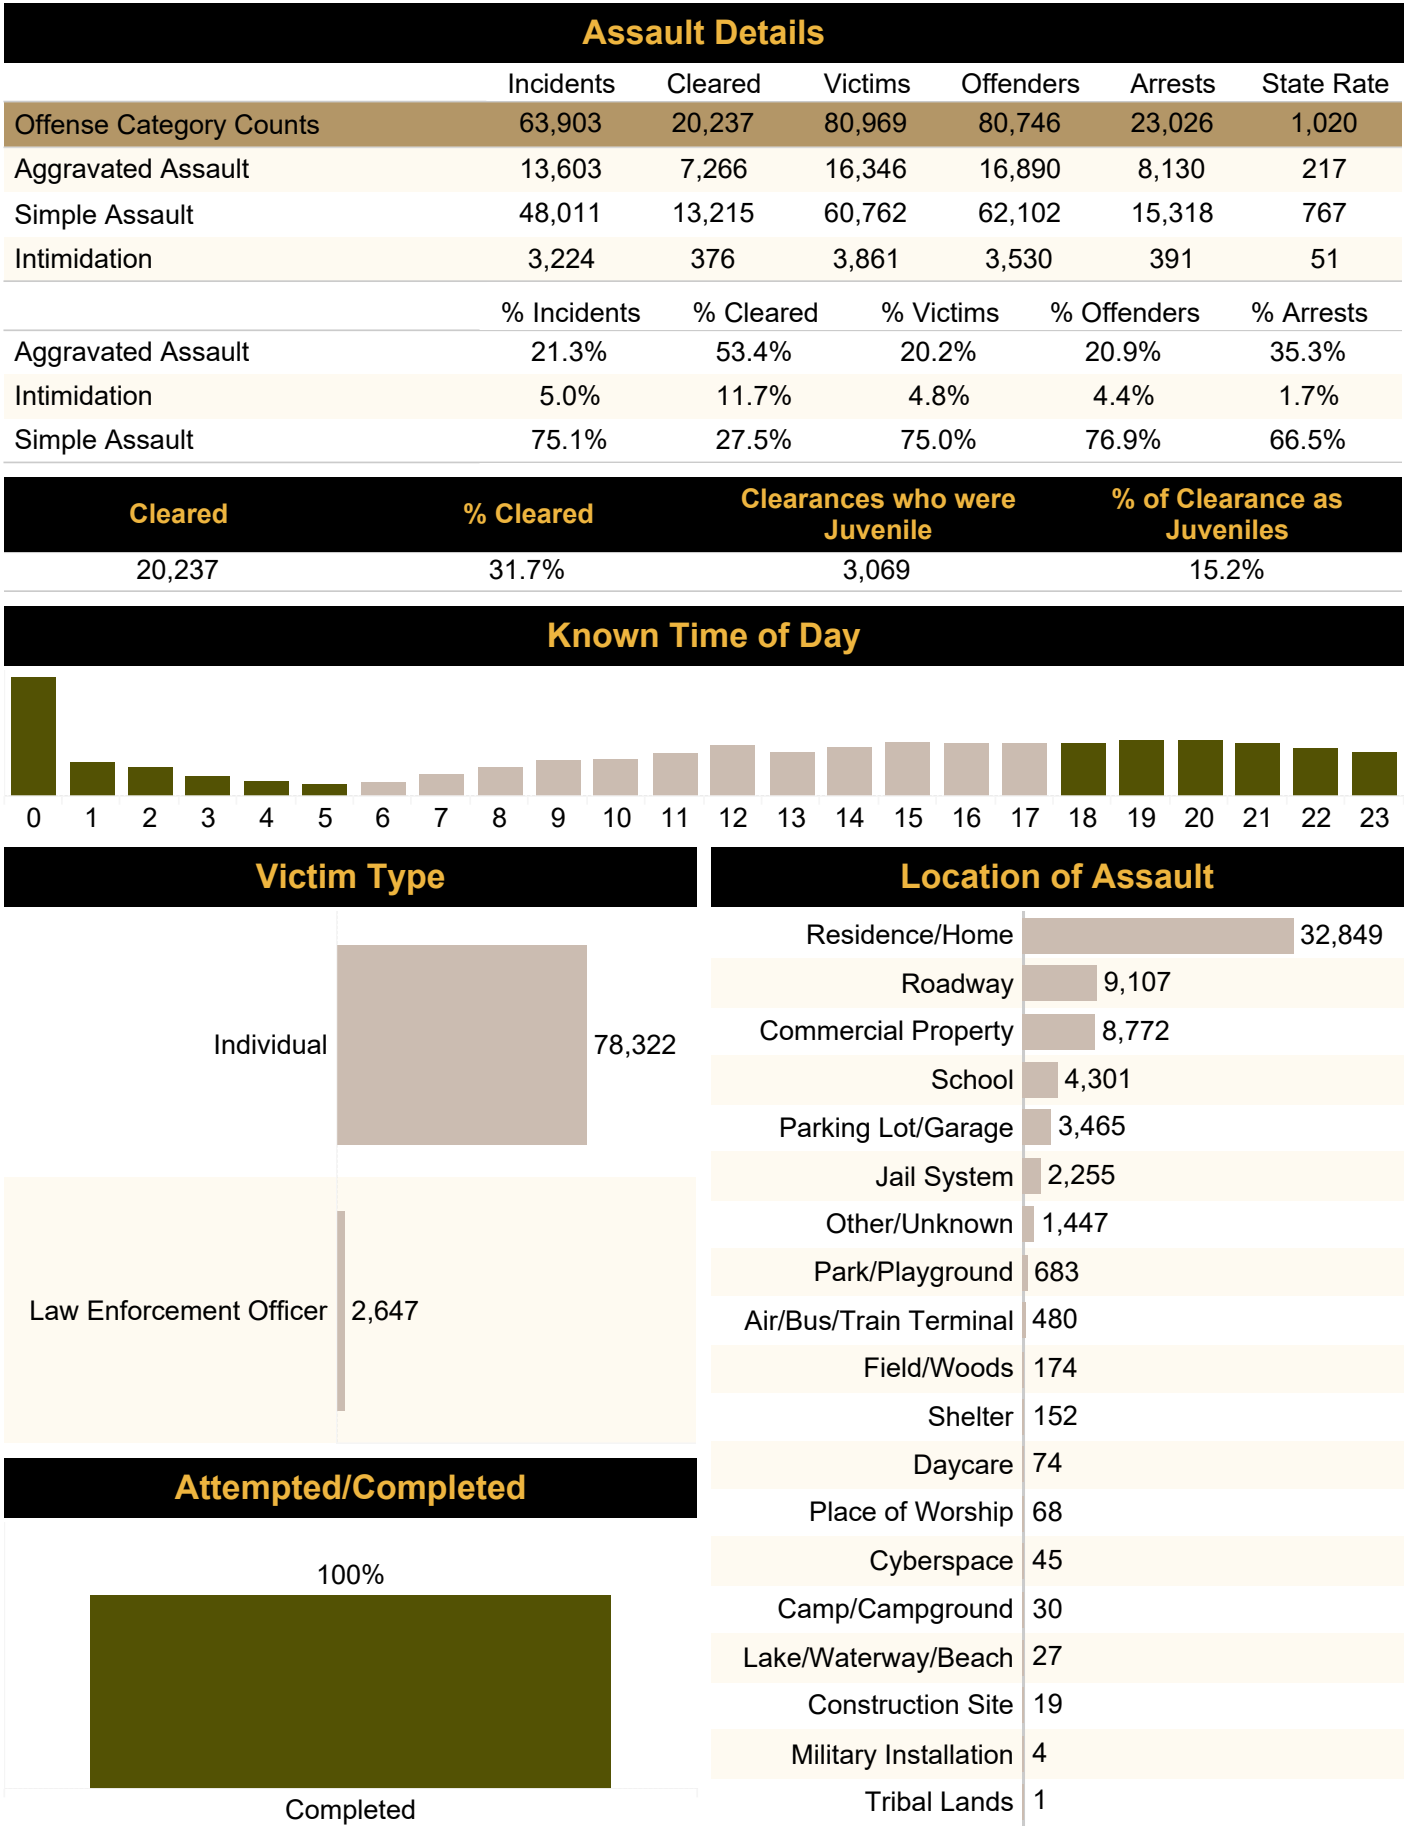 Assault Details
Incidents Cleared Victims Offenders Arrests State Rate
Offense Category Counts 63,903 20,237 80,969 80,746 23,026 1,020
Aggravated Assault 13,603 7,266 16,346 16,890 8,130 217
Simple Assault 48,011 13,215 60,762 62,102 15,318 767
Intimidation 3,224 376 3,861 3,530 391 51
% Incidents % Cleared % Victims % Offenders % Arrests
Aggravated Assault 21.3% 53.4% 20.2% 20.9% 35.3%
Intimidation 5.0% 11.7% 4.8% 4.4% 1.7%
Simple Assault 75.1% 27.5% 75.0% 76.9% 66.5%
Cleared % Cleared Clearances who were Juvenile % of Clearance as Juveniles
20,237 31.7% 3,069 15.2%
Known Time of Day
0 1 2 3 4 5 6 7 8 9 10 11 12 13 14 15 16 17 18 19 20 21 22 23
Victim Type
Individual 78,322
Law Enforcement Officer 2,647
Attempted/Completed
100%
Completed
Location of Assault
Residence/Home 32,849
Roadway 9,107
Commercial Property 8,772
School 4,301
Parking Lot/Garage 3,465
Jail System 2,255
Other/Unknown 1,447
Park/Playground 683
Air/Bus/Train Terminal 480
Field/Woods 174
Shelter 152
Daycare 74
Place of Worship 68
Cyberspace 45
Camp/Campground 30
Lake/Waterway/Beach 27
Construction Site 19
Military Installation 4
Tribal Lands 1